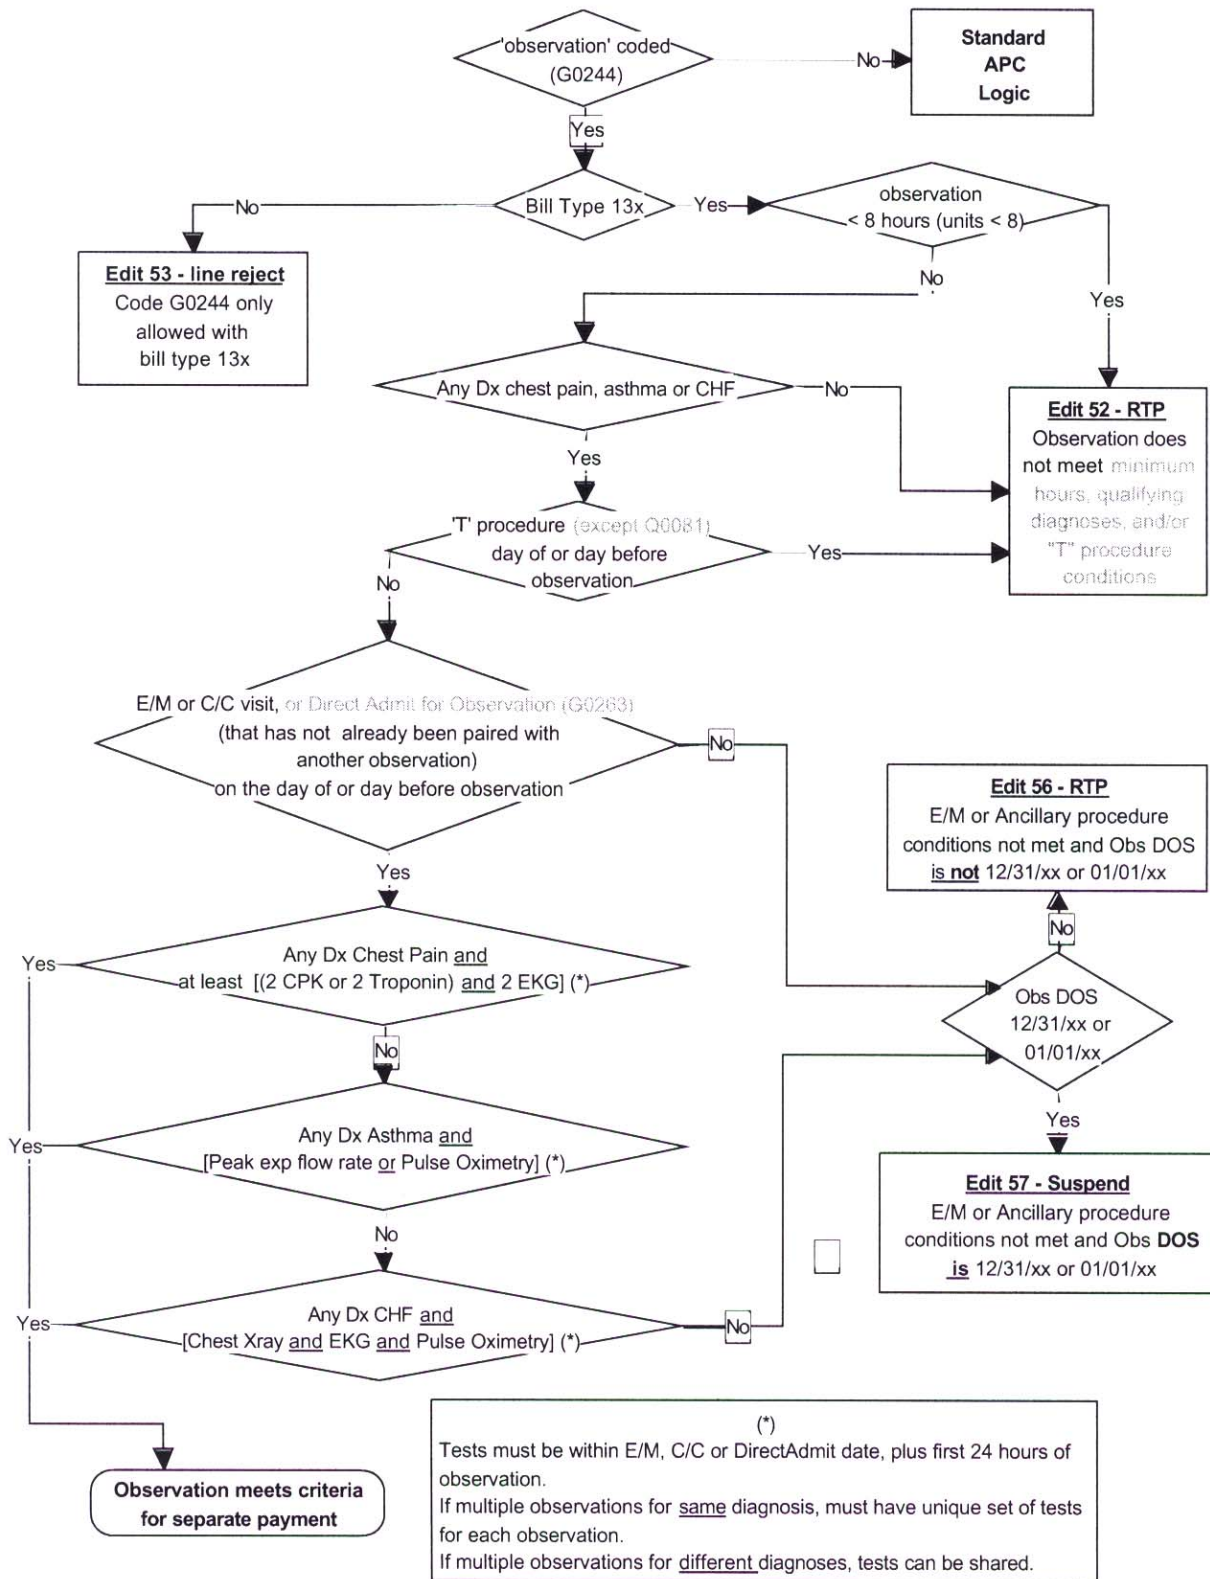 'observation' coded
(G0244)
No
Standard
APC
Logic
Yes
Bill Type 13x
No
Yes
observation
< 8 hours (units < 8)
Edit 53 - line reject
Code G0244 only
allowed with
bill type 13x
No
Yes
Any Dx chest pain, asthma or CHF
No
Edit 52 - RTP
Observation does
not meet minimum
hours, qualifying
diagnoses, and/or
"T" procedure
conditions
Yes
'T' procedure (except Q0081)
day of or day before
observation
Yes
No
E/M or C/C visit, or Direct Admit for Observation (G0263)
(that has not already been paired with
another observation)
on the day of or day before observation
No
Edit 56 - RTP
E/M or Ancillary procedure
conditions not met and Obs DOS
is not 12/31/xx or 01/01/xx
Yes
No
Any Dx Chest Pain and
at least [(2 CPK or 2 Troponin) and 2 EKG] (*)
Yes
Obs DOS
12/31/xx or
01/01/xx
No
Yes
Any Dx Asthma and
[Peak exp flow rate or Pulse Oximetry] (*)
Yes
Edit 57 - Suspend
E/M or Ancillary procedure
conditions not met and Obs DOS
is 12/31/xx or 01/01/xx
No
Any Dx CHF and
[Chest Xray and EKG and Pulse Oximetry] (*)
Yes
No
Observation meets criteria
for separate payment
(*)
Tests must be within E/M, C/C or DirectAdmit date, plus first 24 hours of
observation.
If multiple observations for same diagnosis, must have unique set of tests
for each observation.
If multiple observations for different diagnoses, tests can be shared.